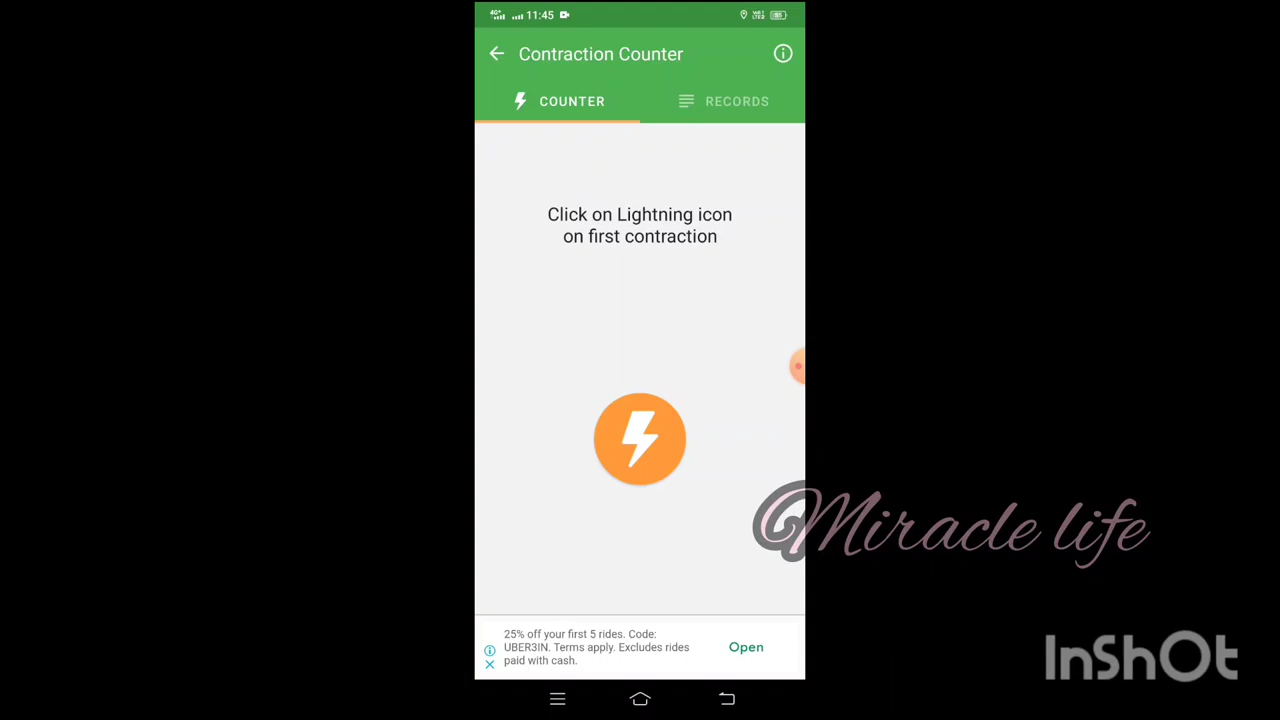 4G+ 11:45
Contraction Counter
COUNTER
RECORDS
Click on Lightning icon
on first contraction
@Miracle life
25% off your first 5 rides. Code:
UBER3IN. Terms apply. Excludes rides
paid with cash.
Open
InShOt